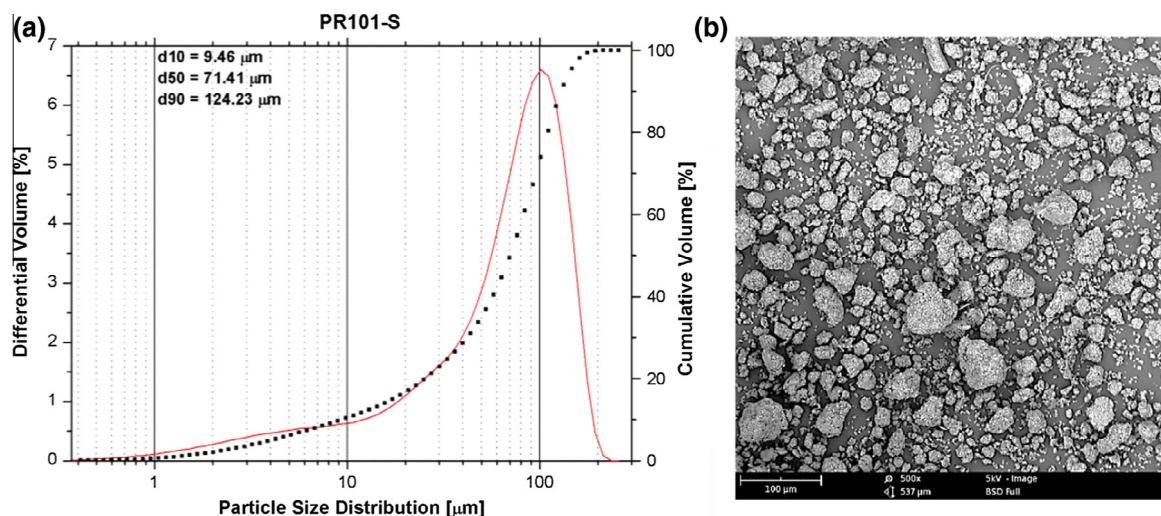 (a)
PR101-S
d10 = 9.46 μm
d50 = 71.41 μm
d90 = 124.23 μm
Differential Volume [%]
7
6
5
4
3
2
1
0
Cumulative Volume [%]
100
80
60
40
20
0
1
10
100
Particle Size Distribution [μm]
(b)
100 μm
500x
537 μm
5kV - Image
BSD Full